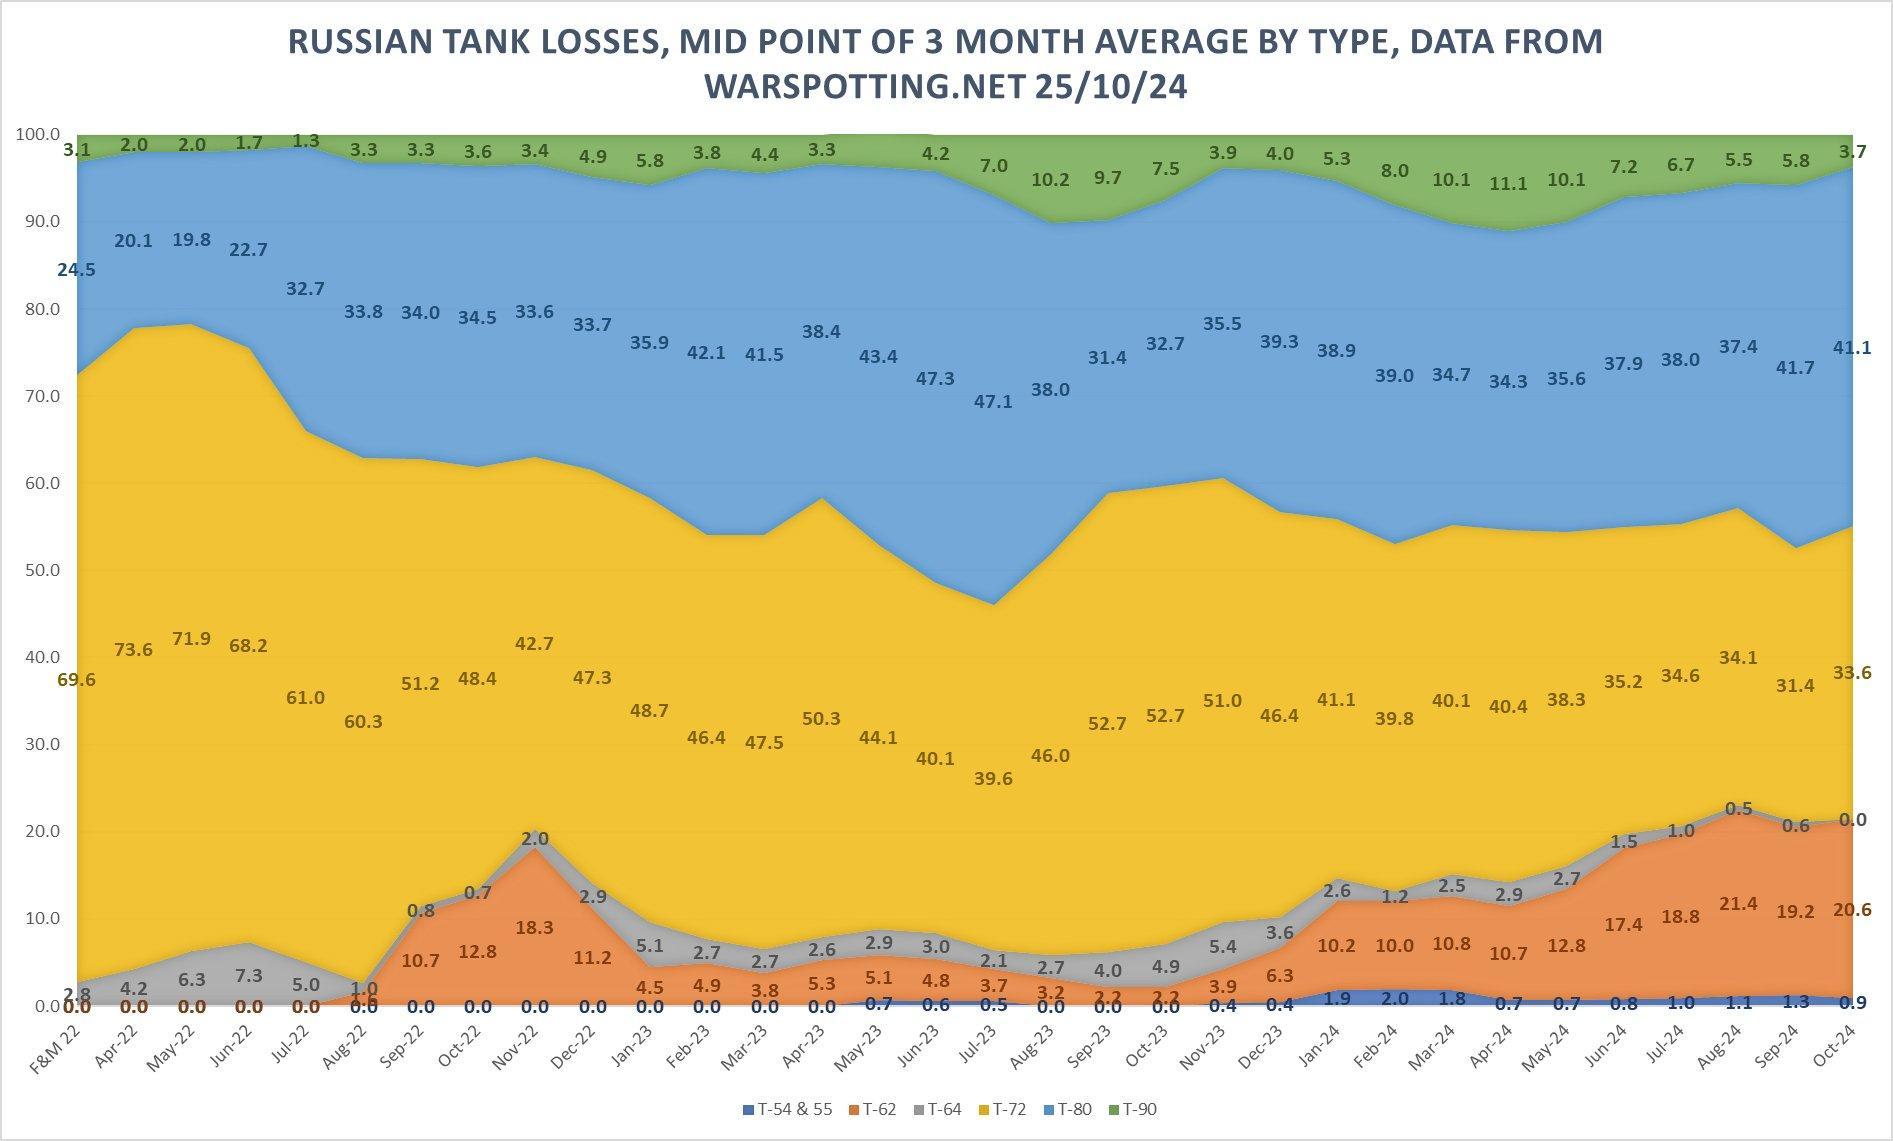 RUSSIAN TANK LOSSES, MID POINT OF 3 MONTH AVERAGE BY TYPE, DATA FROM
WARSPOTTING.NET 25/10/24
100.0
90.0
80.0
70.0
60.0
50.0
40.0
30.0
20.0
10.0
0.0
3.1 2.0 2.0 1.7 1.3 3.3 3.3 3.6 3.4 4.9 5.8 3.8 4.4 3.3 4.2 7.0 10.2 9.7 7.5 3.9 4.0 5.3 8.0 10.1 11.1 10.1 7.2 6.7 5.5 5.8 3.7
24.5 20.1 19.8 22.7 32.7 33.8 34.0 34.5 33.6 33.7 35.9 42.1 41.5 38.4 43.4 47.3 47.1 38.0 31.4 32.7 35.5 39.3 38.9 39.0 34.7 34.3 35.6 37.9 38.0 37.4 41.7 41.1
69.6 73.6 71.9 68.2 61.0 60.3 51.2 48.4 42.7 47.3 48.7 46.4 47.5 50.3 44.1 40.1 39.6 46.0 52.7 52.7 51.0 46.4 41.1 39.8 40.1 40.4 38.3 35.2 34.6 34.1 31.4 33.6
2.8 4.2 6.3 7.3 5.0 1.0 0.8 0.7 2.0 2.9 5.1 2.7 2.7 2.6 2.9 3.0 2.1 2.7 4.0 4.9 5.4 3.6 2.6 1.2 2.5 2.9 2.7 1.5 1.0 0.5 0.6 0.0
0.0 0.0 0.0 0.0 0.0 1.6 10.7 12.8 18.3 11.2 4.5 4.9 3.8 5.3 5.1 4.8 3.7 3.2 2.2 2.2 3.9 6.3 10.2 10.0 10.8 10.7 12.8 17.4 18.8 21.4 19.2 20.6
0.0 0.0 0.0 0.0 0.0 0.0 0.0 0.0 0.0 0.7 0.6 0.5 0.0 0.0 0.0 0.4 0.4 1.9 2.0 1.8 0.7 0.7 0.8 1.0 1.1 1.3 0.9
F&M 22 Apr-22 May-22 Jun-22 Jul-22 Aug-22 Sep-22 Oct-22 Nov-22 Dec-22 Jan-23 Feb-23 Mar-23 Apr-23 May-23 Jun-23 Jul-23 Aug-23 Sep-23 Oct-23 Nov-23 Dec-23 Jan-24 Feb-24 Mar-24 Apr-24 May-24 Jun-24 Jul-24 Aug-24 Sep-24 Oct-24
T-54 & 55 T-62 T-64 T-72 T-80 T-90